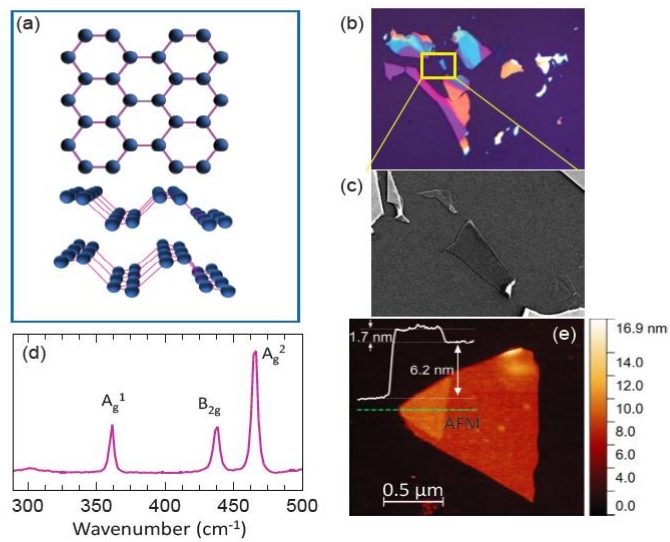 (a)
(b)
(c)
(d)
A_g^1
B_2g
A_g^2
300 350 400 450 500
Wavenumber (cm⁻¹)
(e)
1.7 nm
6.2 nm
AFM
0.5 μm
16.9 nm
14.0
12.0
10.0
8.0
6.0
4.0
2.0
0.0